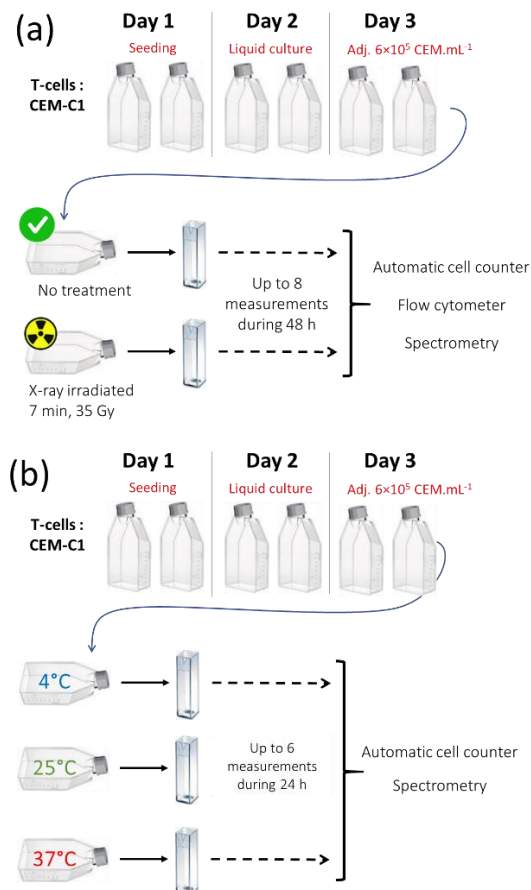 (a)
Day 1 Day 2 Day 3
Seeding Liquid culture Adj. 6×10⁵ CEM.mL⁻¹
T-cells :
CEM-C1
No treatment
Up to 8
measurements
during 48 h
Automatic cell counter
Flow cytometer
Spectrometry
X-ray irradiated
7 min, 35 Gy
(b)
Day 1 Day 2 Day 3
Seeding Liquid culture Adj. 6×10⁵ CEM.mL⁻¹
T-cells :
CEM-C1
4°C
25°C
37°C
Up to 6
measurements
during 24 h
Automatic cell counter
Spectrometry